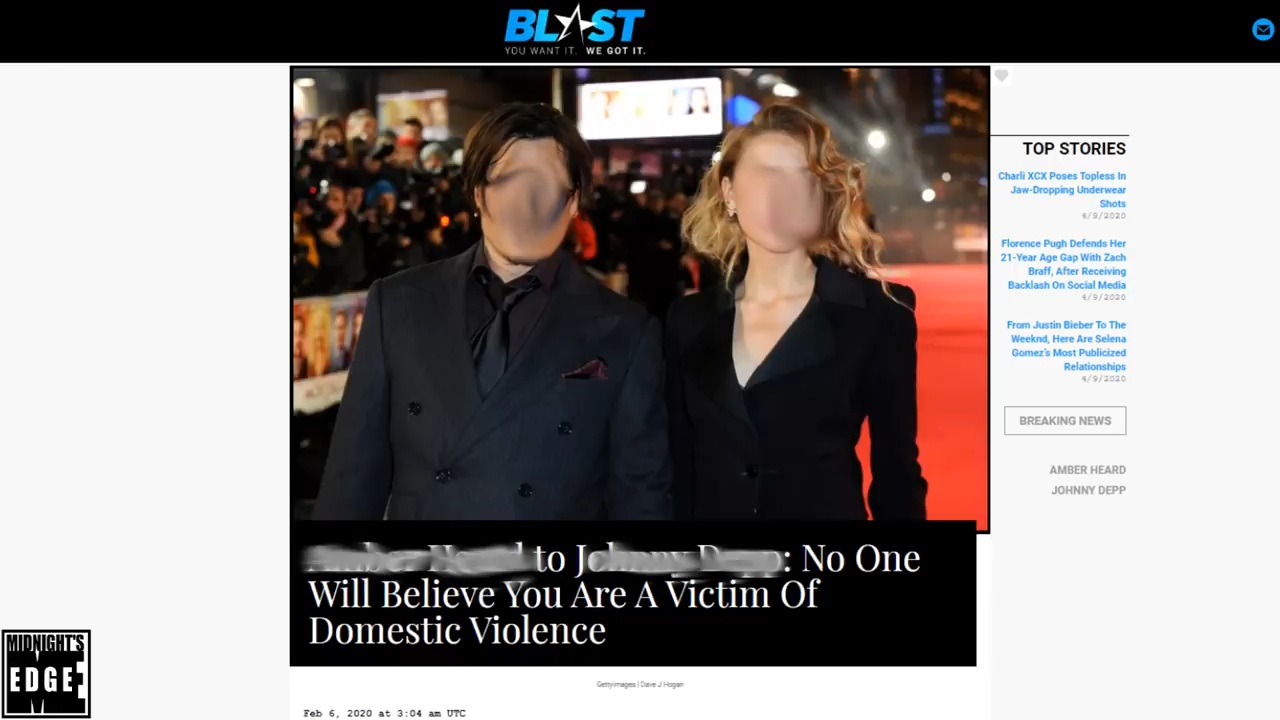 BLAST
YOU WANT IT. WE GOT IT.
TOP STORIES
Charli XCX Poses Topless In
Jaw-Dropping Underwear
Shots
4/9/2020
Florence Pugh Defends Her
21-Year Age Gap With Zach
Braff, After Receiving
Backlash On Social Media
4/9/2020
From Justin Bieber To The
Weeknd, Here Are Selena
Gomez's Most Publicized
Relationships
4/9/2020
BREAKING NEWS
AMBER HEARD
JOHNNY DEPP
to : No One
Will Believe You Are A Victim Of
Domestic Violence
Gettyimages | Dave J Hogan
Feb 6, 2020 at 3:04 am UTC
MIDNIGHT'S
EDGE